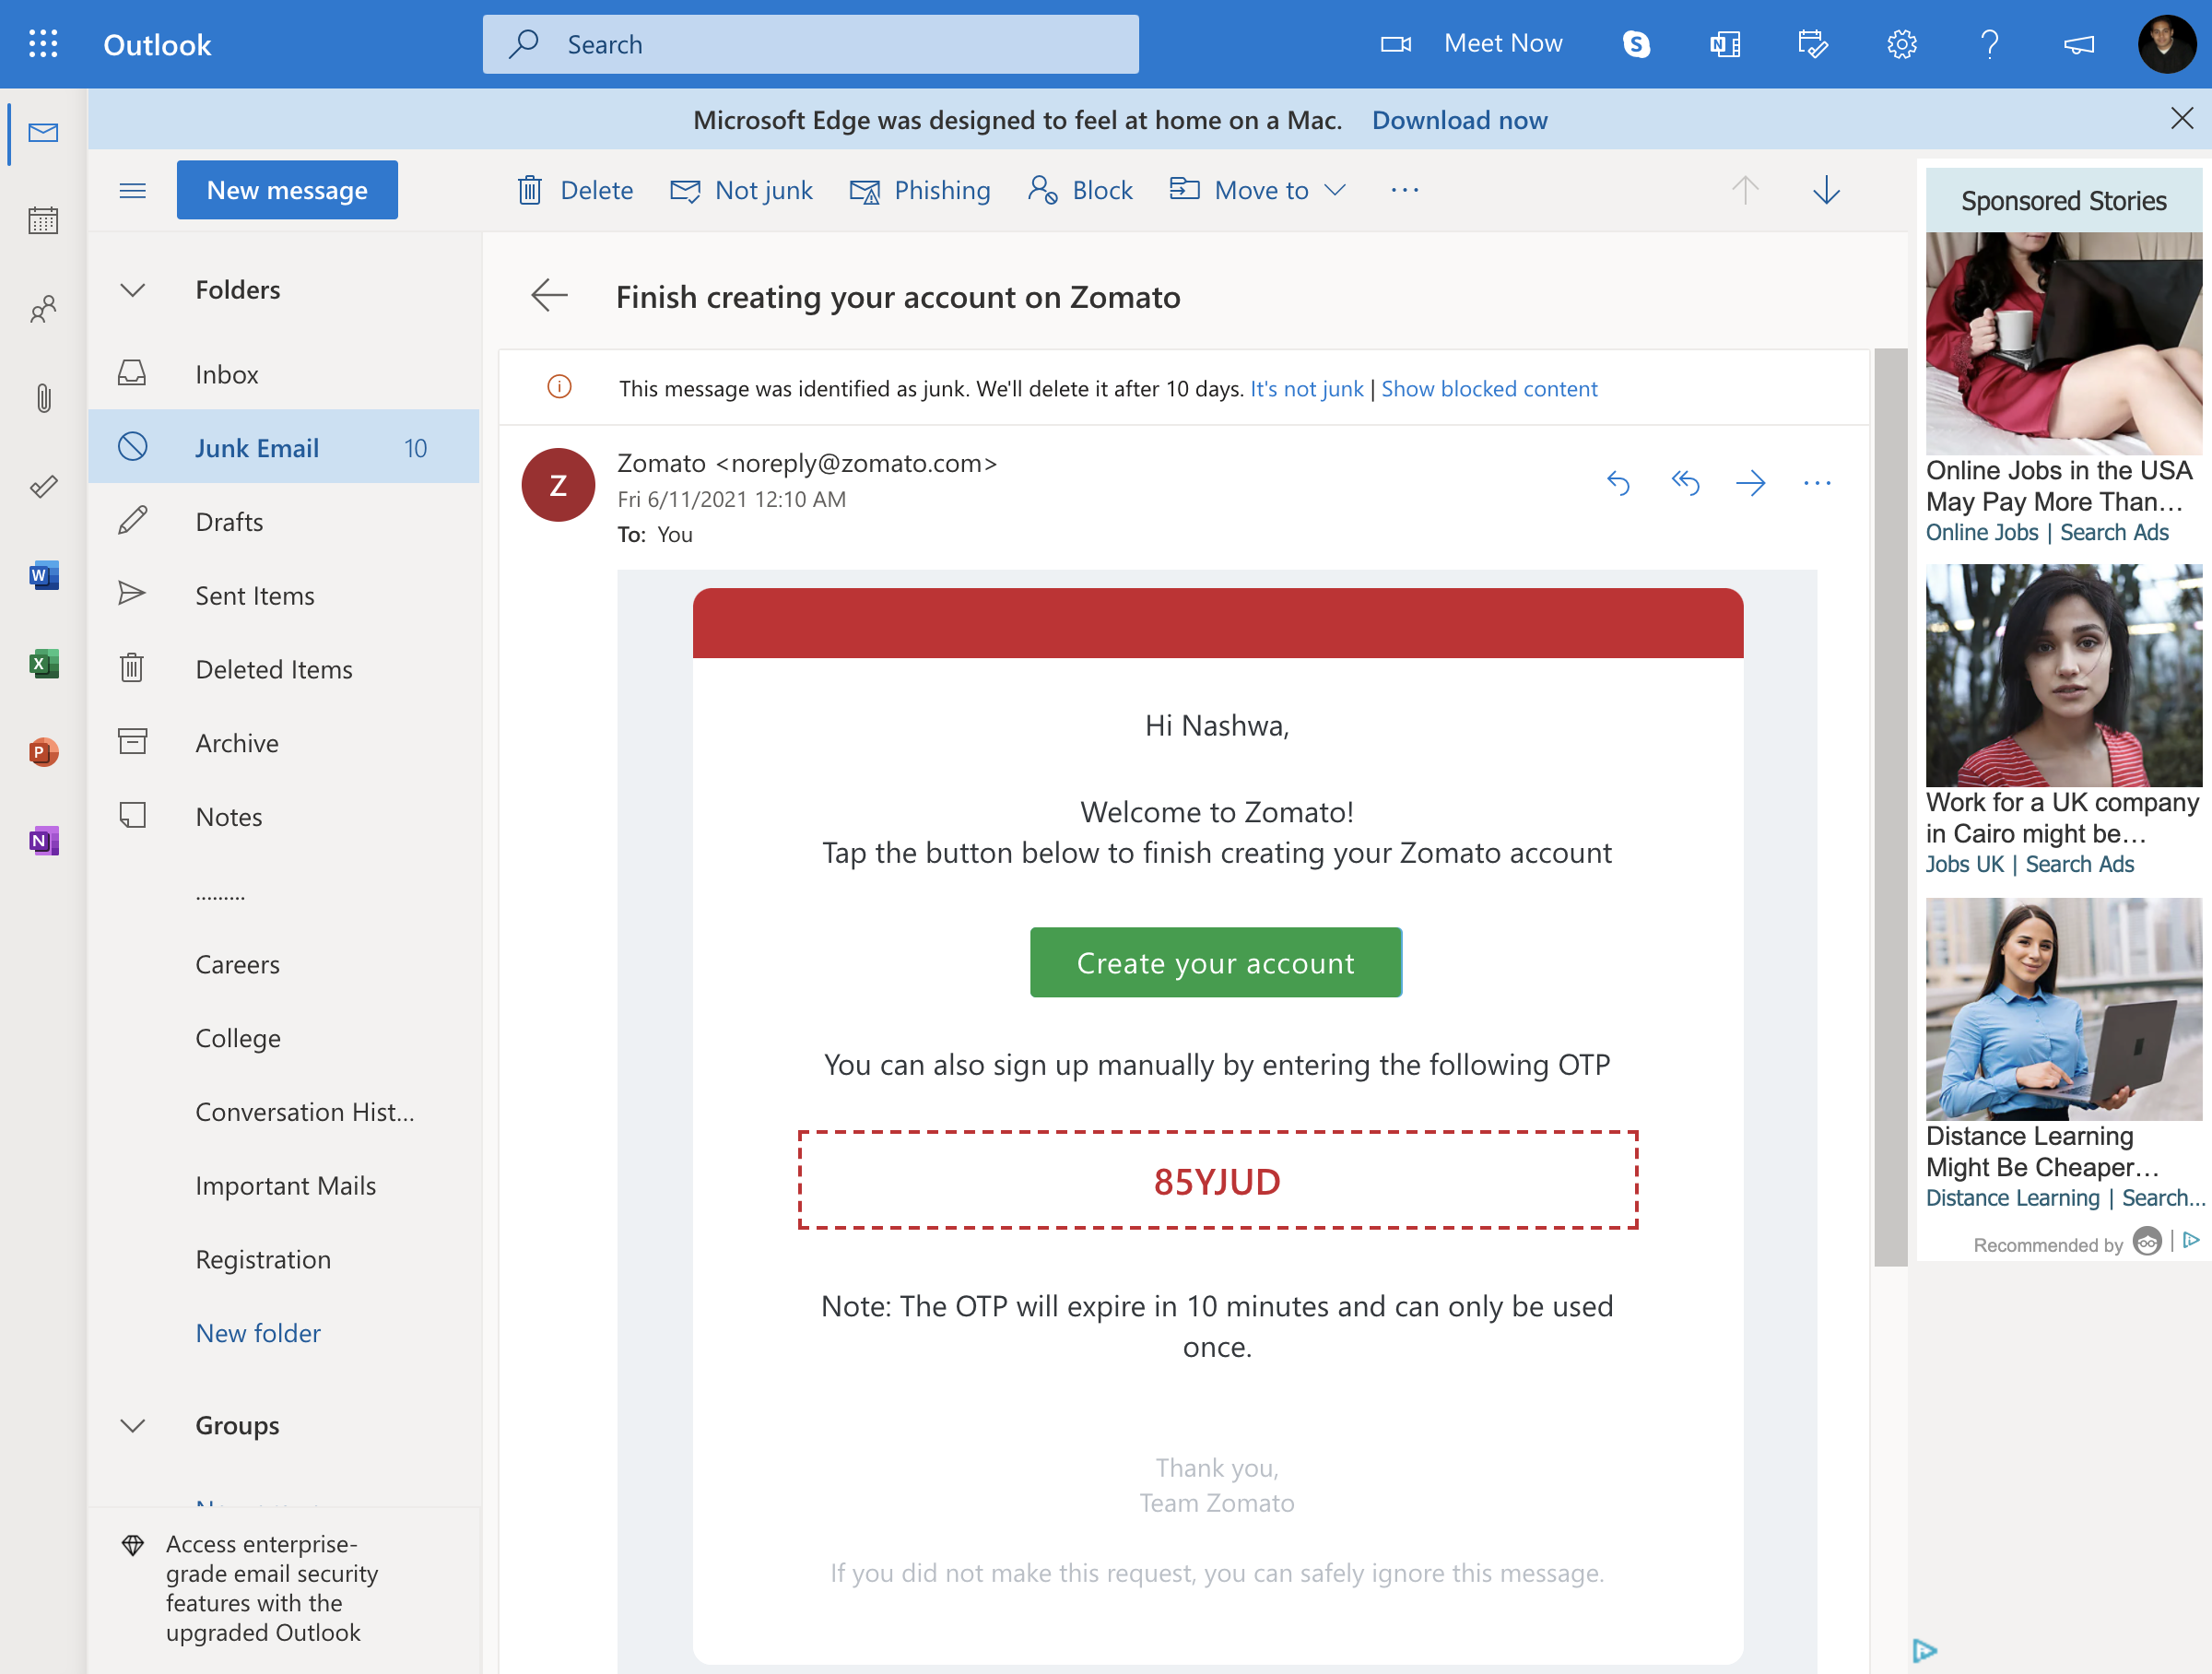 Outlook
Search
Meet Now
Microsoft Edge was designed to feel at home on a Mac. Download now
New message
Delete
Not junk
Phishing
Block
Move to
Folders
Inbox
Junk Email 10
Drafts
Sent Items
Deleted Items
Archive
Notes
.........
Careers
College
Conversation Hist...
Important Mails
Registration
New folder
Groups
Access enterprise-
grade email security
features with the
upgraded Outlook
Finish creating your account on Zomato
This message was identified as junk. We'll delete it after 10 days. It's not junk | Show blocked content
Z
Zomato <noreply@zomato.com>
Fri 6/11/2021 12:10 AM
To: You
Hi Nashwa,
Welcome to Zomato!
Tap the button below to finish creating your Zomato account
Create your account
You can also sign up manually by entering the following OTP
85YJUD
Note: The OTP will expire in 10 minutes and can only be used
once.
Thank you,
Team Zomato
If you did not make this request, you can safely ignore this message.
Sponsored Stories
Online Jobs in the USA
May Pay More Than...
Online Jobs | Search Ads
Work for a UK company
in Cairo might be...
Jobs UK | Search Ads
Distance Learning
Might Be Cheaper...
Distance Learning | Search...
Recommended by
W
X
P
N
S
N